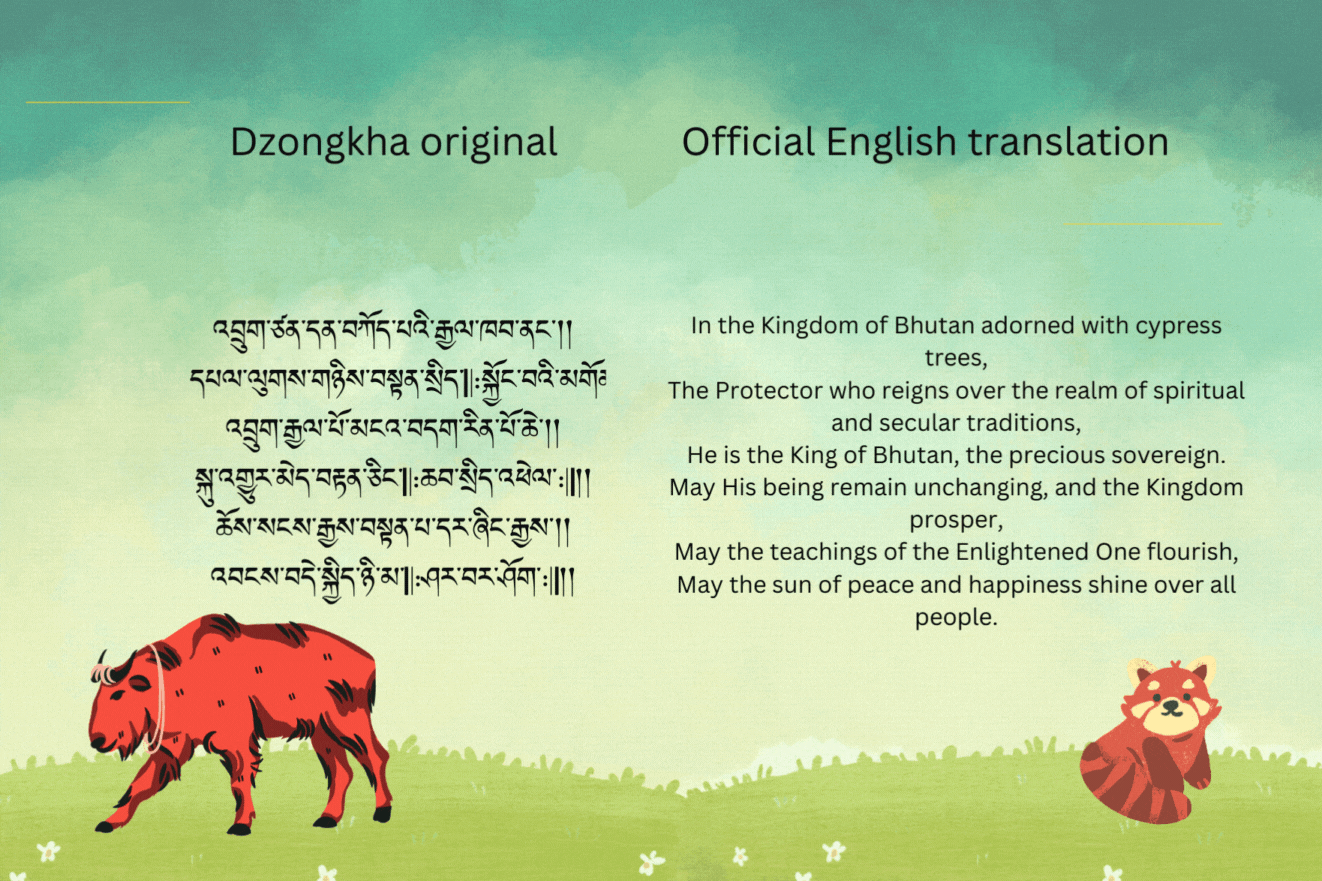 Dzongkha original
འབྲུག་ཙན་དན་བཀོད་པའི་རྒྱལ་ཁབ་ནང་།།
དཔལ་ལུགས་གཉིས་བསྟན་སྲིད༎:སྐྱོང་བའི་
འབྲུག་རྒྱལ་པོ་མངའ་བདག་རིན་པོ་ཆེ་།།
སྐུ་འགྱུར་མེད་བརྟན་ཅིང༎:ཆབ་སྲིད་འཕེལ་:༎།།
ཆོས་སངས་རྒྱས་བསྟན་པ་དར་ཞིང་རྒྱས་།།
འབངས་བདེ་སྐྱིད་ཉི་མ༎:ཤར་བར་ཤོག་:༎།།
Official English translation
In the Kingdom of Bhutan adorned with cypress
trees,
The Protector who reigns over the realm of spiritual
and secular traditions,
He is the King of Bhutan, the precious sovereign.
May His being remain unchanging, and the Kingdom
prosper,
May the teachings of the Enlightened One flourish,
May the sun of peace and happiness shine over all
people.